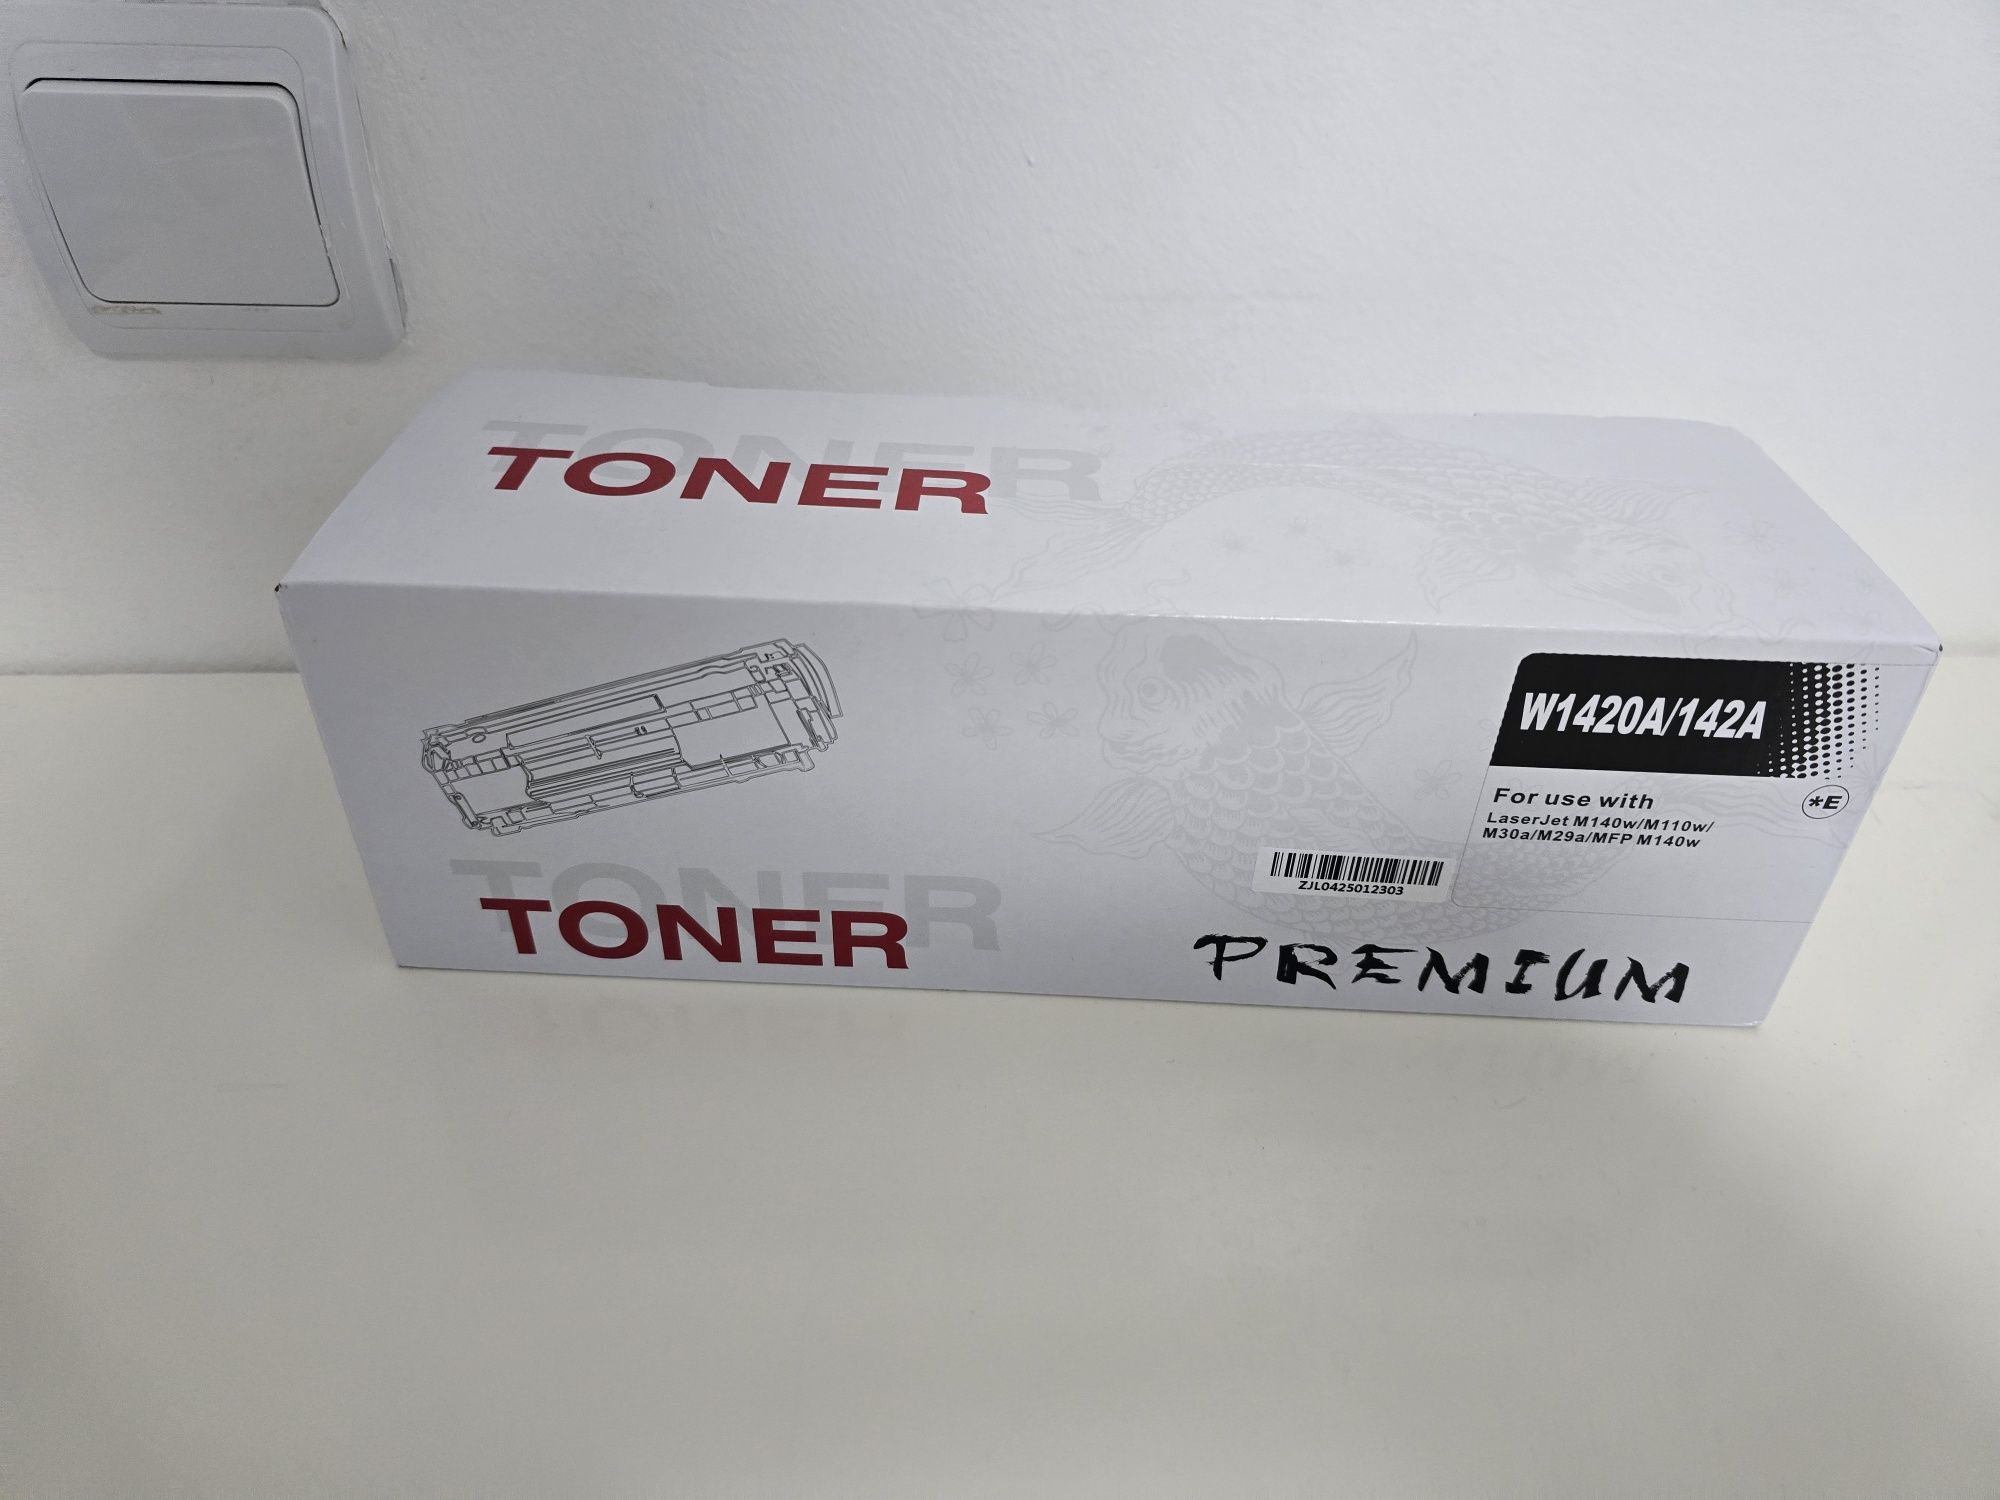 TONER
W1420A/142A
For use with
LaserJet M140w/M110w/
M30a/M29a/MFP M140w
*E
ZJL0425012303
TONER
PREMIUM